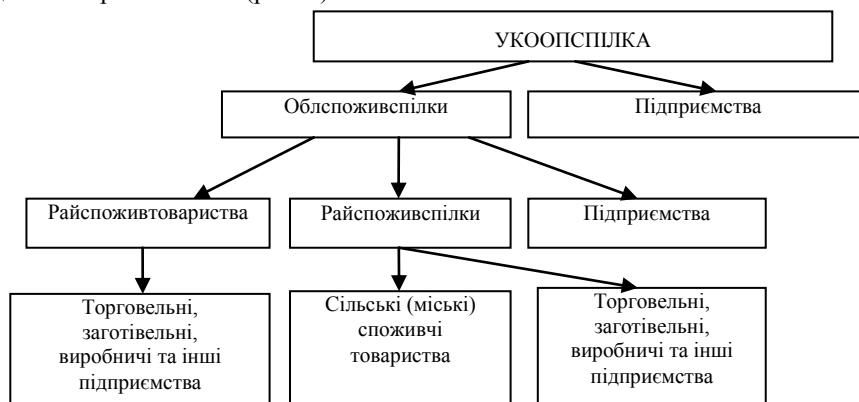 УКООПСПІЛКА
Облспоживспілки
Підприємства
Райспоживтовариства
Райспоживспілки
Підприємства
Торговельні,
заготівельні,
виробничі та інші
підприємства
Сільські (міські)
споживчі
товариства
Торговельні,
заготівельні,
виробничі та інші
підприємства